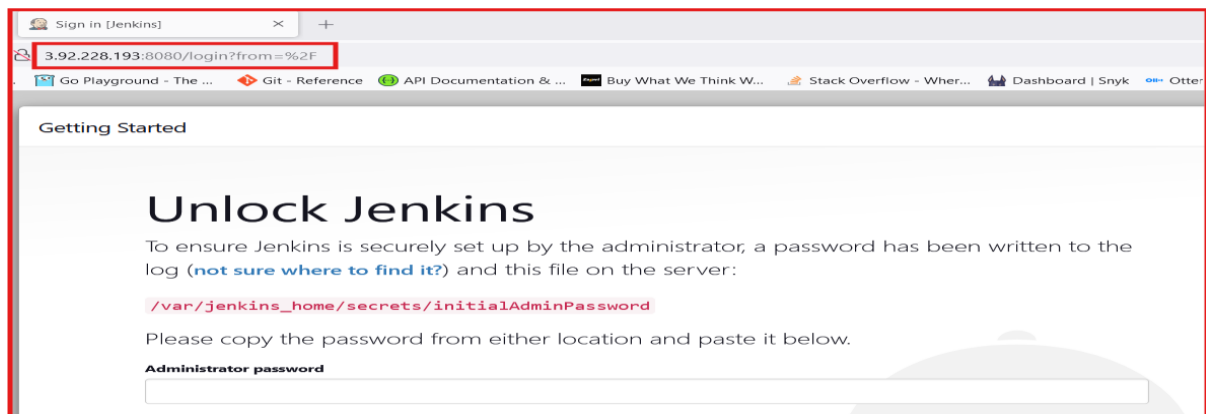 Sign in [Jenkins] × +
3.92.228.193:8080/login?from=%2F
Go Playground - The ... Git - Reference API Documentation & ... Buy What We Think W... Stack Overflow - Wher... Dashboard | Snyk Otter
Getting Started
Unlock Jenkins
To ensure Jenkins is securely set up by the administrator, a password has been written to the
log (not sure where to find it?) and this file on the server:
/var/jenkins_home/secrets/initialAdminPassword
Please copy the password from either location and paste it below.
Administrator password